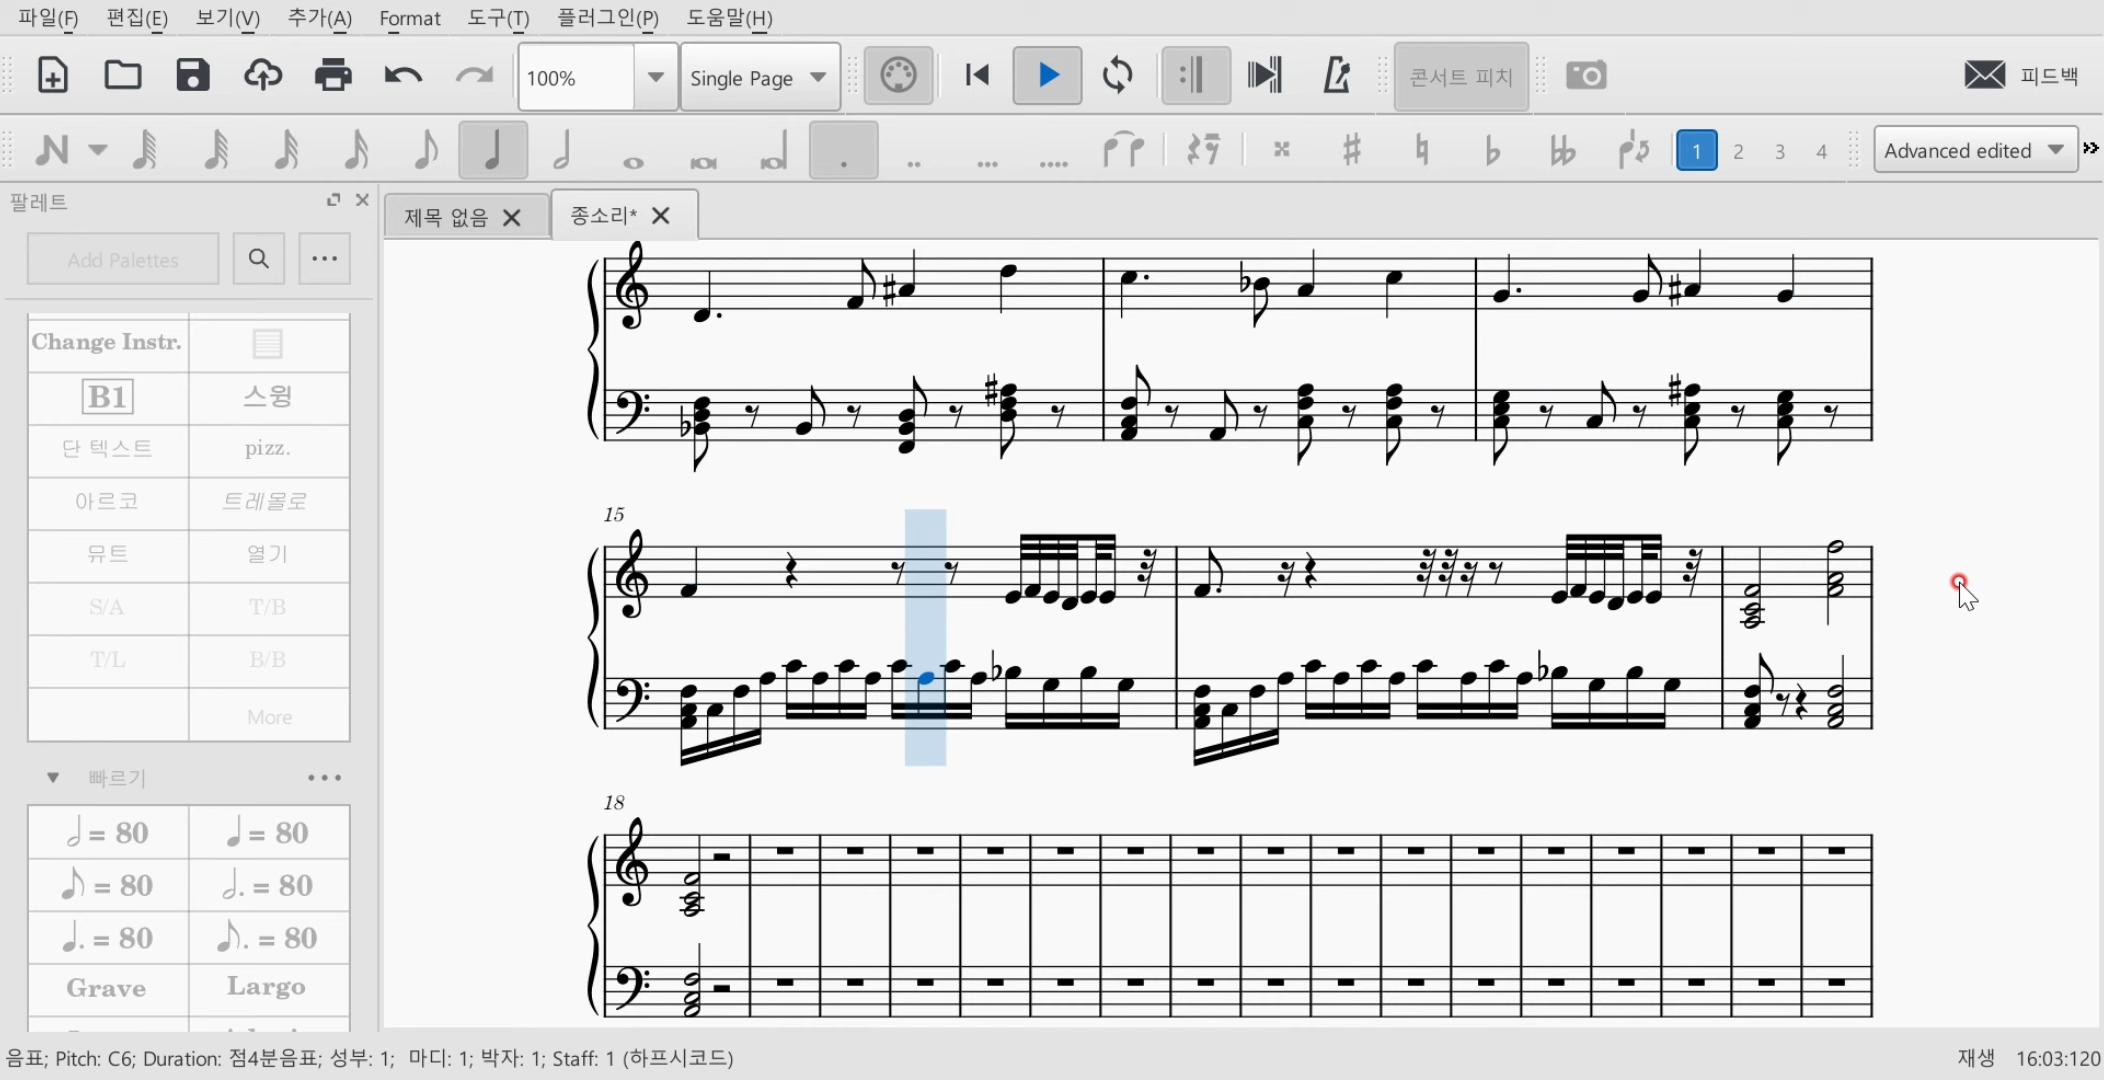 파일(F) 편집(E) 보기(V) 추가(A) Format 도구(T) 플러그인(P) 도움말(H)
100% Single Page 콘서트 피치 피드백
1 2 3 4 Advanced edited
팔레트
제목 없음 종소리*
Add Palettes
Change Instr.
B1 스윙
단 텍스트 pizz.
아르코 트레몰로
뮤트 열기
S/A T/B
T/L B/B
More
빠르기
= 80 = 80
= 80 = 80
= 80 = 80
Grave Largo
15
18
음표; Pitch: C6; Duration: 점4분음표; 성부: 1; 마디: 1; 박자: 1; Staff: 1 (하프시코드)
재생 16:03:120